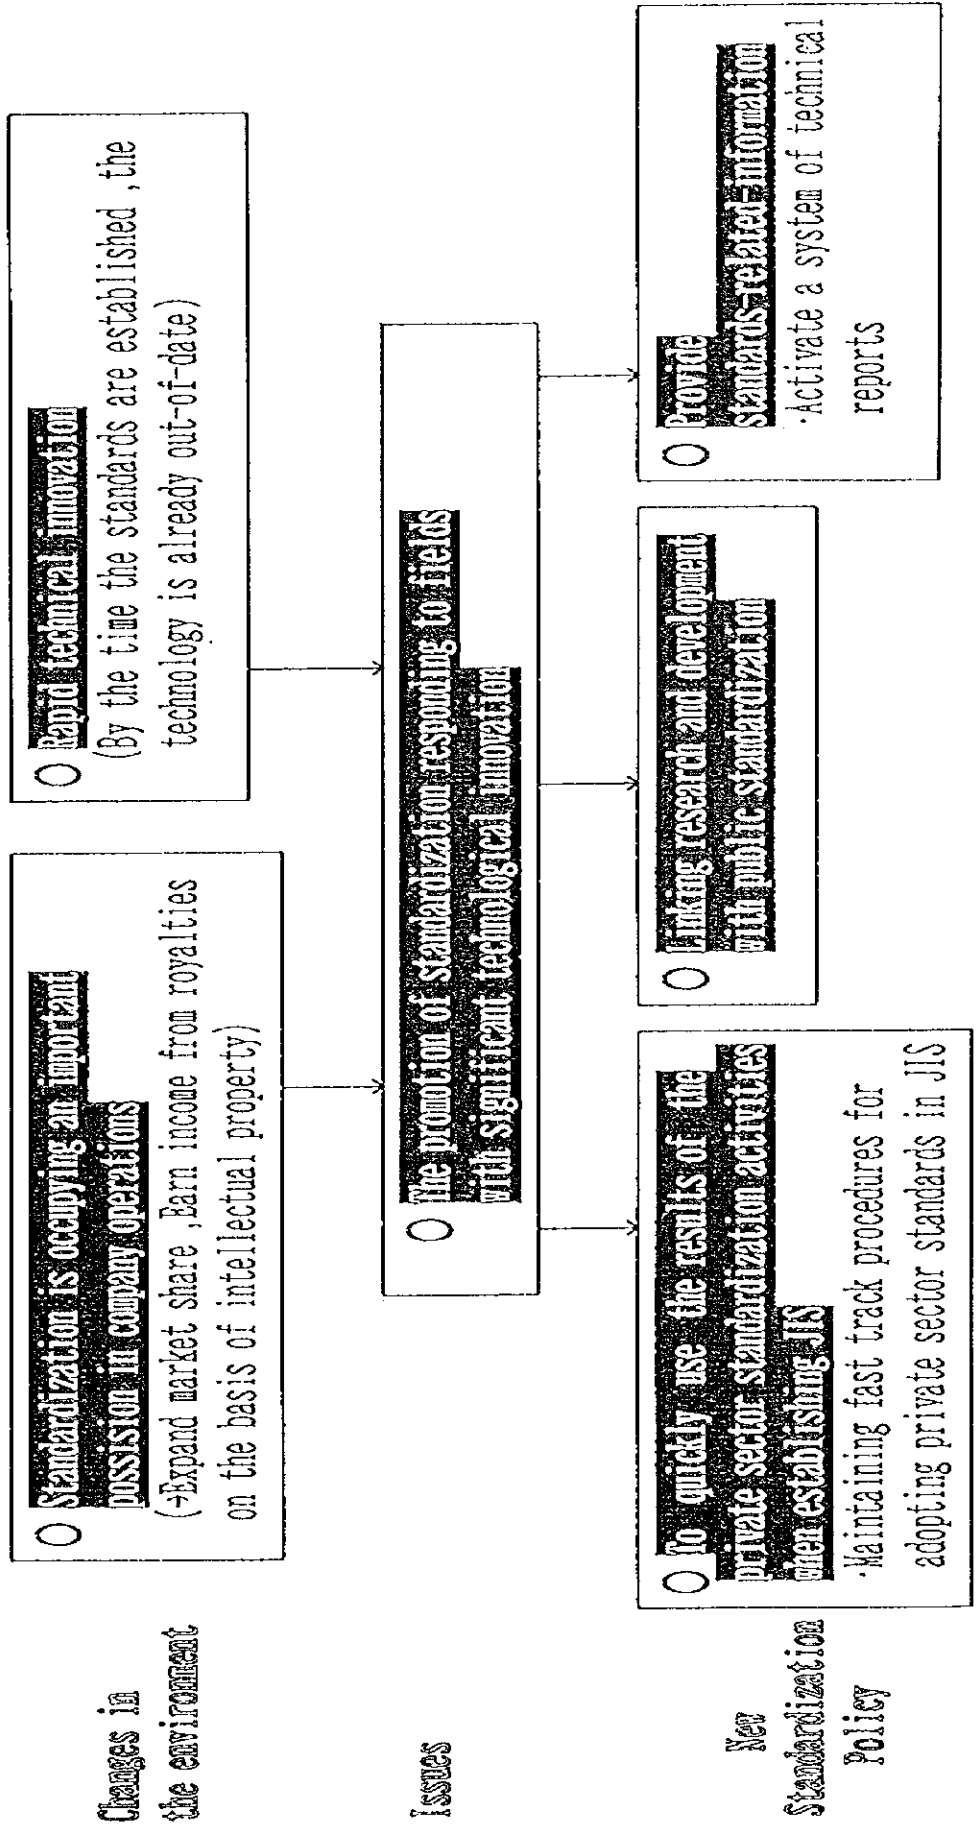 Changes in
the environment
○ Standardization is occupying an important
possision in company operations
(→Expand market share ,Earn income from royalties
on the basis of intellectual property)
○ Rapid technical innovation
(By the time the standards are established ,the
technology is already out-of-date)
Issues
○ The promotion of standardization responding to fields
with significant technological innovation
New
Standardization
Policy
○ To quickly use the results of the
private sector standardization activities
when establishing JIS
·Maintaining fast track procedures for
adopting private sector standards in JIS
○ Linking research and development
with public standardization
○ Provide
standards-related-information
·Activate a system of technical
reports